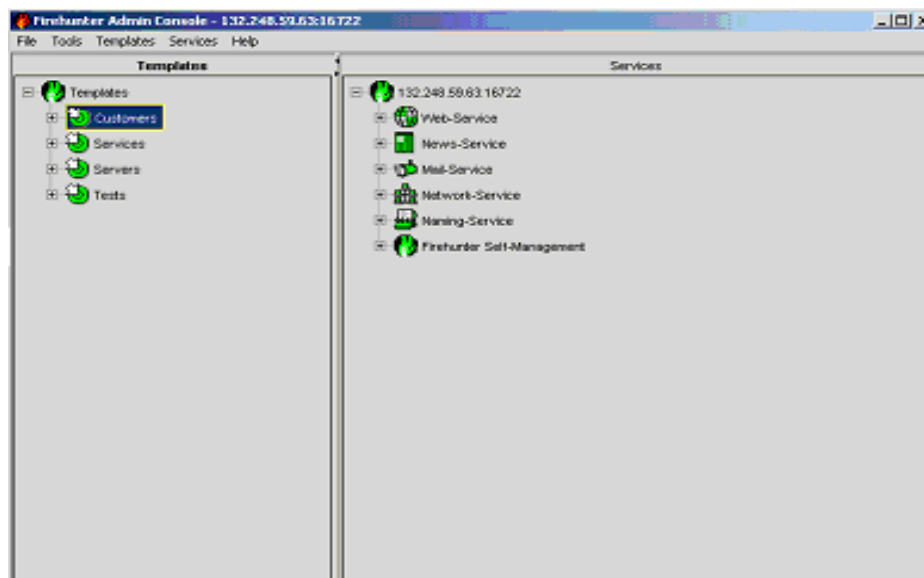 Firehunter Admin Console - 132.248.59.63:16722
File Tools Templates Services Help
Templates
Services
Templates
Customers
Services
Servers
Tests
132.248.59.63:16722
Web-Service
News-Service
Mail-Service
Network-Service
Naming-Service
Firehunter Self-Management